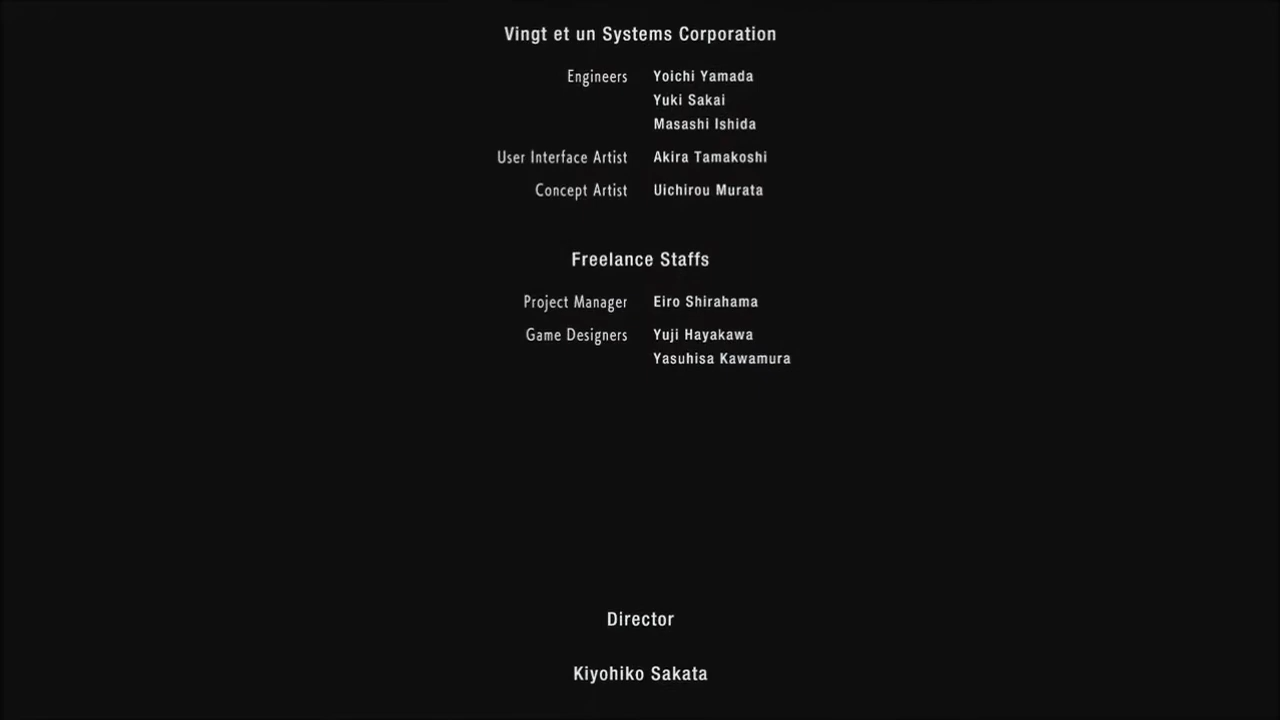 Vingt et un Systems Corporation
Engineers Yoichi Yamada
Yuki Sakai
Masashi Ishida
User Interface Artist Akira Tamakoshi
Concept Artist Uichirou Murata
Freelance Staffs
Project Manager Eiro Shirahama
Game Designers Yuji Hayakawa
Yasuhisa Kawamura
Director
Kiyohiko Sakata